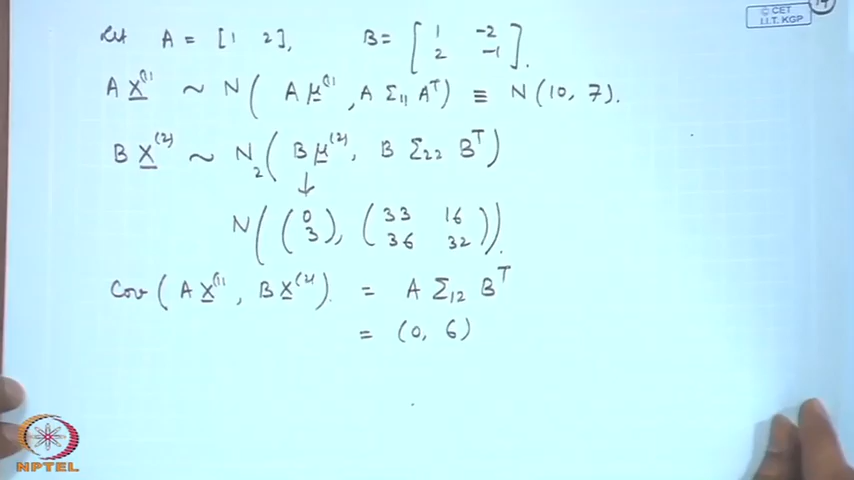 © CET
I.I.T. KGP
Let A = [1 2], B = [1 -2
2 -1].
A X^(1) ~ N( A μ^(1), A Σ11 A^T) ≡ N(10, 7).
B X^(2) ~ N2( B μ^(2), B Σ22 B^T)
↓
N( (0
3), (33 16
36 32)).
Cov( A X^(1), B X^(2)). = A Σ12 B^T
= (0, 6)
NPTEL